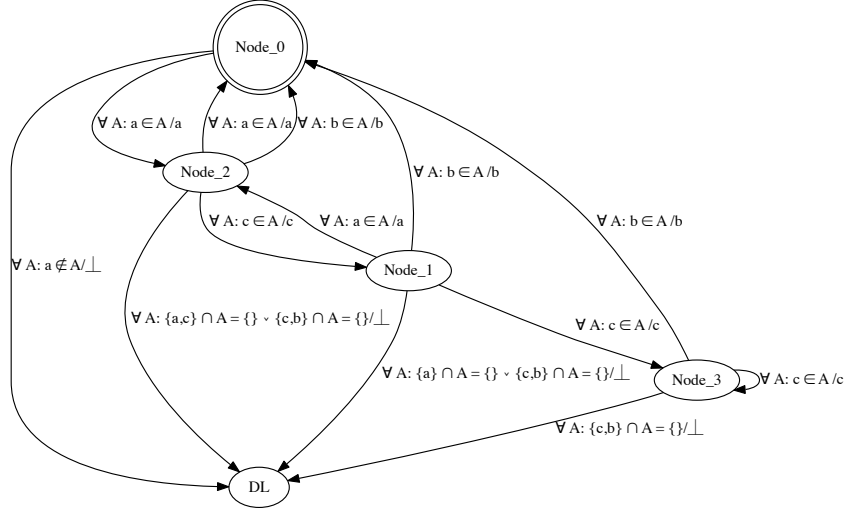 Node_0
∀ A: a ∈ A /a
∀ A: a ∈ A /a
∀ A: b ∈ A /b
Node_2
∀ A: b ∈ A /b
∀ A: c ∈ A /c
∀ A: a ∈ A /a
∀ A: b ∈ A /b
∀ A: a ∉ A/⊥
Node_1
∀ A: {a,c} ∩ A = {} ˅ {c,b} ∩ A = {}/⊥
∀ A: c ∈ A /c
∀ A: {a} ∩ A = {} ˅ {c,b} ∩ A = {}/⊥
Node_3
∀ A: c ∈ A /c
∀ A: {c,b} ∩ A = {}/⊥
DL